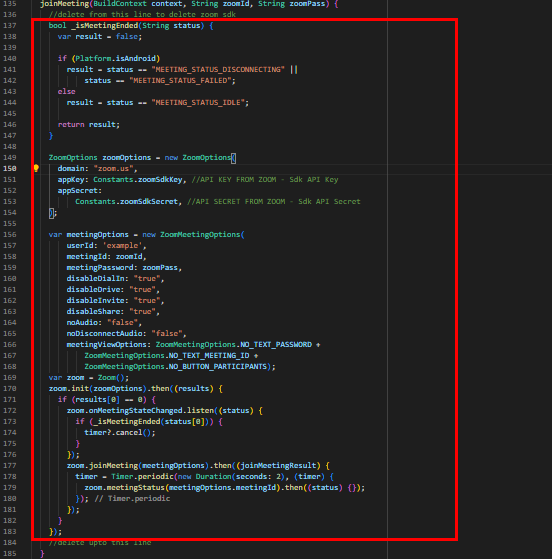 135 joinMeeting(BuildContext context, String zoomId, String zoomPass) {
136 //delete from this line to delete zoom sdk
137 bool _isMeetingEnded(String status) {
138 var result = false;
139
140 if (Platform.isAndroid)
141 result = status == "MEETING_STATUS_DISCONNECTING" ||
142 status == "MEETING_STATUS_FAILED";
143 else
144 result = status == "MEETING_STATUS_IDLE";
145
146 return result;
147 }
148
149 ZoomOptions zoomOptions = new ZoomOptions(
150 domain: "zoom.us",
151 appKey: Constants.zoomSdkKey, //API KEY FROM ZOOM - Sdk API Key
152 appSecret:
153 Constants.zoomSdkSecret, //API SECRET FROM ZOOM - Sdk API Secret
154 );
155
156 var meetingOptions = new ZoomMeetingOptions(
157 userId: 'example',
158 meetingId: zoomId,
159 meetingPassword: zoomPass,
160 disableDialIn: "true",
161 disableDrive: "true",
162 disableInvite: "true",
163 disableShare: "true",
164 noAudio: "false",
165 noDisconnectAudio: "false",
166 meetingViewOptions: ZoomMeetingOptions.NO_TEXT_PASSWORD +
167 ZoomMeetingOptions.NO_TEXT_MEETING_ID +
168 ZoomMeetingOptions.NO_BUTTON_PARTICIPANTS);
169 var zoom = Zoom();
170 zoom.init(zoomOptions).then((results) {
171 if (results[0] == 0) {
172 zoom.onMeetingStateChanged.listen((status) {
173 if (_isMeetingEnded(status[0])) {
174 timer?.cancel();
175 }
176 });
177 zoom.joinMeeting(meetingOptions).then((joinMeetingResult) {
178 timer = Timer.periodic(new Duration(seconds: 2), (timer) {
179 zoom.meetingStatus(meetingOptions.meetingId).then((status) {});
180 }); // Timer.periodic
181 });
182 }
183 });
184 //delete upto this line
185 }